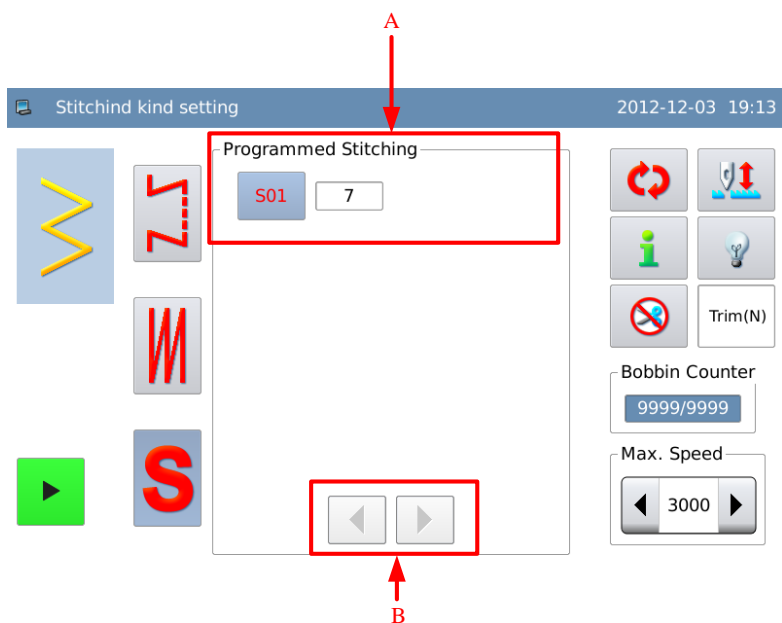 A
Stitchind kind setting
2012-12-03 19:13
Programmed Stitching
S01
7
Trim(N)
Bobbin Counter
9999/9999
Max. Speed
3000
S
B